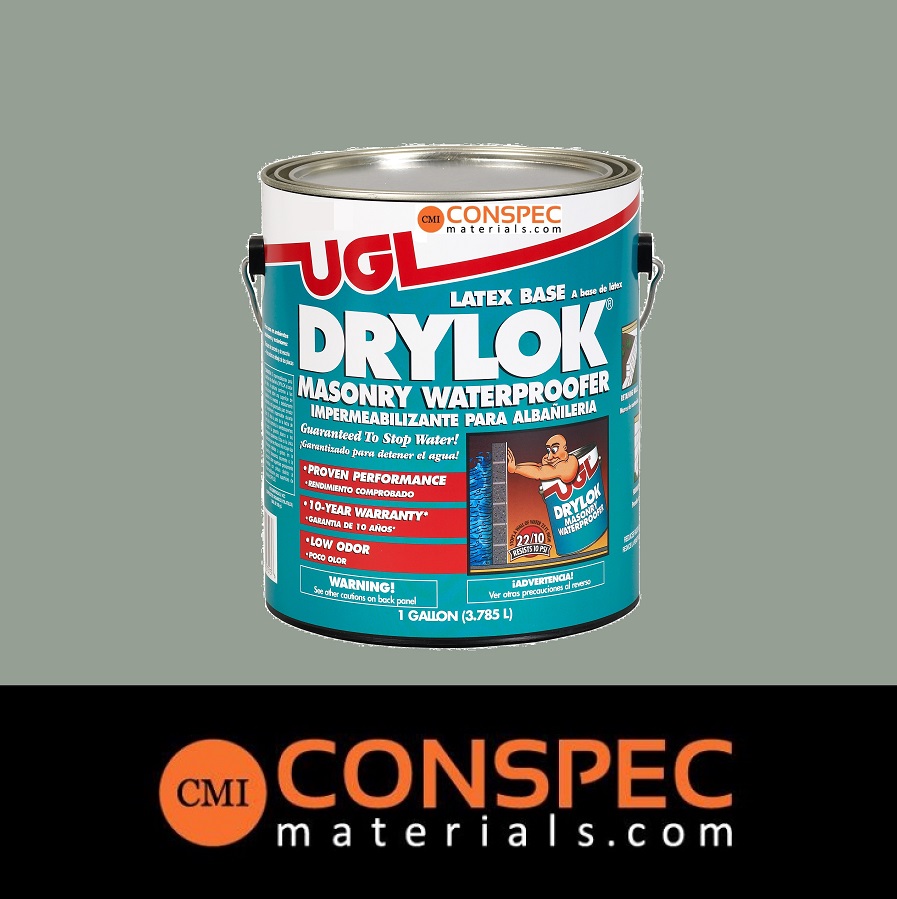 CMI CONSPEC
materials.com
UGL
LATEX BASE A base de látex
DRYLOK®
MASONRY WATERPROOFER
IMPERMEABILIZANTE PARA ALBAÑILERIA
Guaranteed To Stop Water!
¡Garantizado para detener el agua!
• PROVEN PERFORMANCE
• RENDIMIENTO COMPROBADO
• 10-YEAR WARRANTY*
• GARANTIA DE 10 AÑOS*
• LOW ODOR
• POCO OLOR
UGL
DRYLOK
MASONRY
WATERPROOFER
22/10
RESISTS 10 PSI
WARNING!
See other cautions on back panel
¡ADVERTENCIA!
Ver otras precauciones al reverso
1 GALLON (3.785 L)
CMI CONSPEC
materials.com